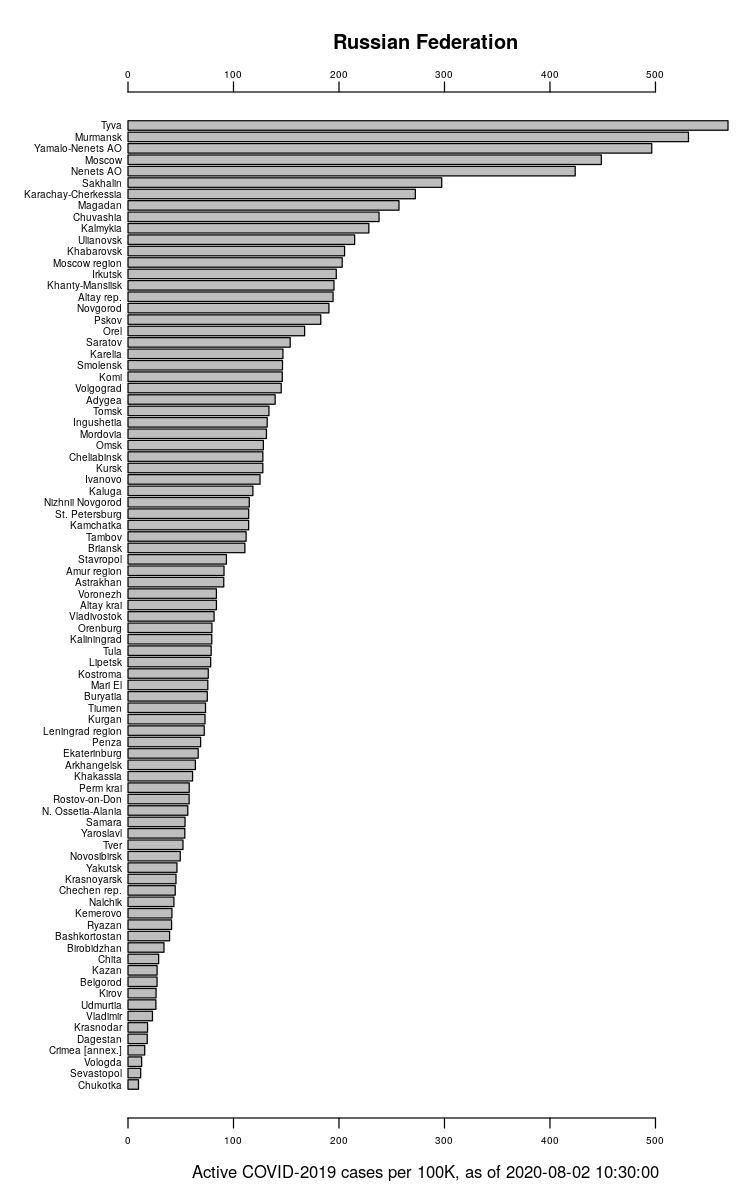 Russian Federation
0 100 200 300 400 500
Tyva
Murmansk
Yamalo-Nenets AO
Moscow
Nenets AO
Sakhalin
Karachay-Cherkessia
Magadan
Chuvashia
Kalmykia
Ulianovsk
Khabarovsk
Moscow region
Irkutsk
Khanty-Mansiisk
Altay rep.
Novgorod
Pskov
Orel
Saratov
Karelia
Smolensk
Komi
Volgograd
Adygea
Tomsk
Ingushetia
Mordovia
Omsk
Cheliabinsk
Kursk
Ivanovo
Kaluga
Nizhnii Novgorod
St. Petersburg
Kamchatka
Tambov
Briansk
Stavropol
Amur region
Astrakhan
Voronezh
Altay krai
Vladivostok
Orenburg
Kaliningrad
Tula
Lipetsk
Kostroma
Mari El
Buryatia
Tiumen
Kurgan
Leningrad region
Penza
Ekaterinburg
Arkhangelsk
Khakassia
Perm krai
Rostov-on-Don
N. Ossetia-Alania
Samara
Yaroslavl
Tver
Novosibirsk
Yakutsk
Krasnoyarsk
Chechen rep.
Nalchik
Kemerovo
Ryazan
Bashkortostan
Birobidzhan
Chita
Kazan
Belgorod
Kirov
Udmurtia
Vladimir
Krasnodar
Dagestan
Crimea [annex.]
Vologda
Sevastopol
Chukotka
0 100 200 300 400 500
Active COVID-2019 cases per 100K, as of 2020-08-02 10:30:00